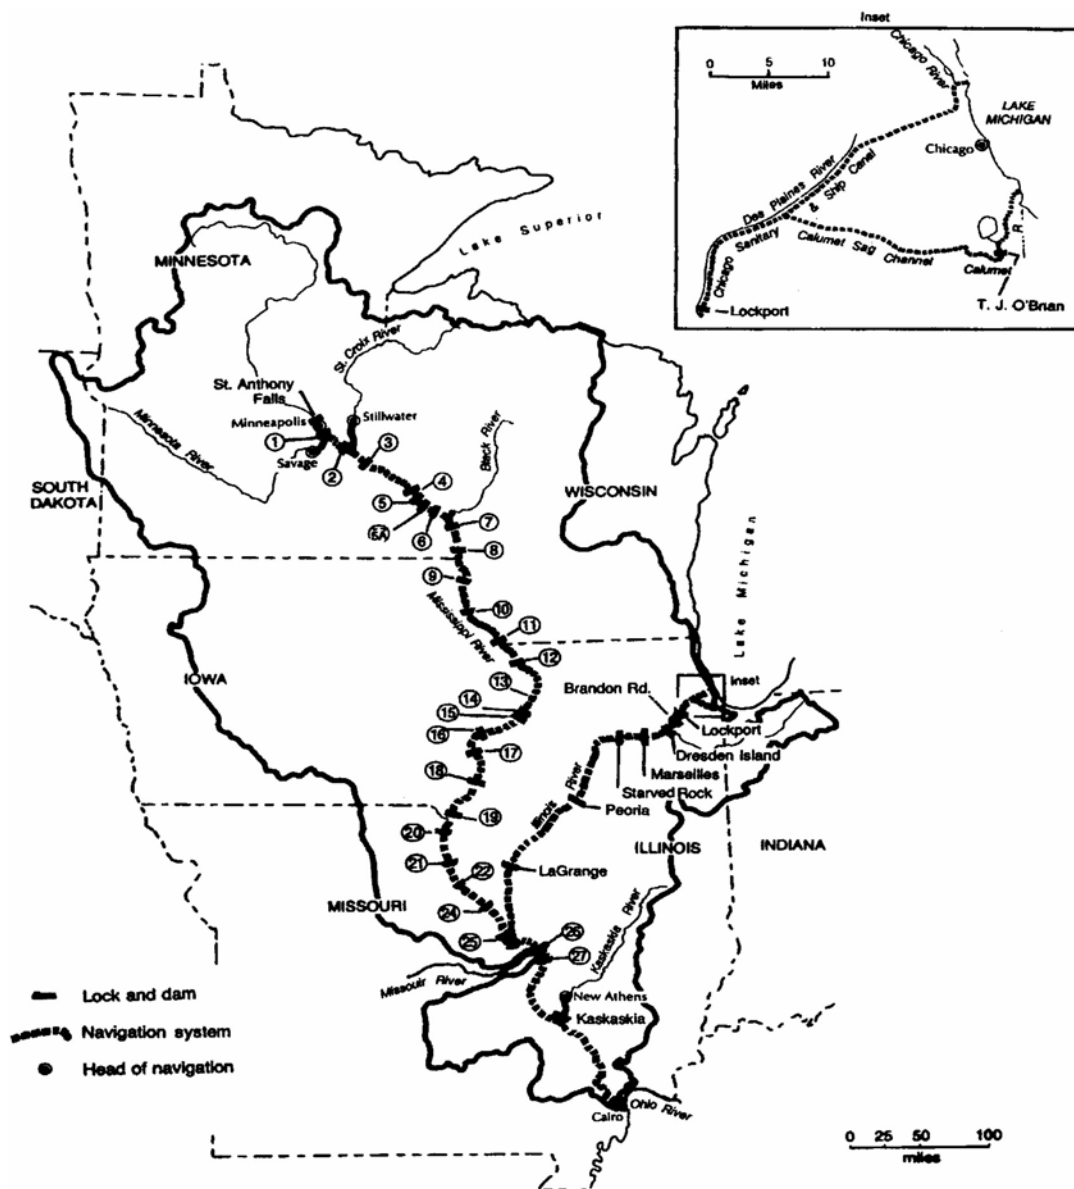 Inset
0 5 10
Miles
Chicago River
LAKE
MICHIGAN
Chicago
Des Plaines River
Chicago Sanitary & Ship Canal
Calumet Sag
Channel
R.
Calumet
Lockport
T. J. O'Brian
Lake Superior
MINNESOTA
St. Croix River
St. Anthony
Falls
Minneapolis
Stillwater
1
Savage
2
3
Minnesota River
Black River
4
5
5A
6
7
SOUTH
DAKOTA
WISCONSIN
8
9
10
Mississippi River
11
12
Lake Michigan
IOWA
13
14
15
16
17
18
19
20
21
22
24
25
26
27
Inset
Brandon Rd.
Lockport
Dresden Island
Marseilles
Starved Rock
Illinois River
Peoria
ILLINOIS
INDIANA
LaGrange
MISSOURI
Missouir River
Kaskaskia River
New Athens
Kaskaskia
Cairo
Ohio River
Lock and dam
Navigation system
Head of navigation
0 25 50 100
miles